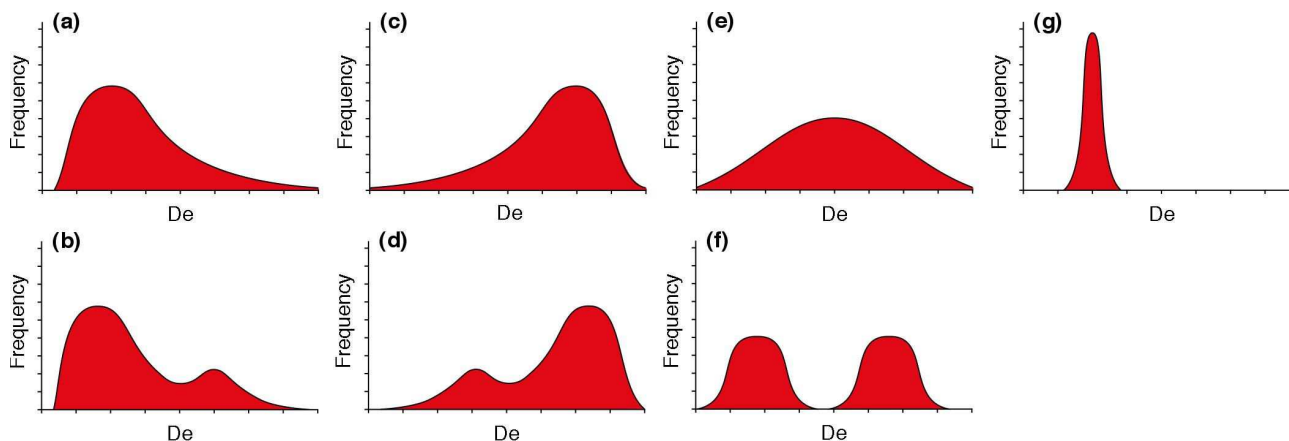 (a)
Frequency
De
(c)
Frequency
De
(e)
Frequency
De
(g)
Frequency
De
(b)
Frequency
De
(d)
Frequency
De
(f)
Frequency
De